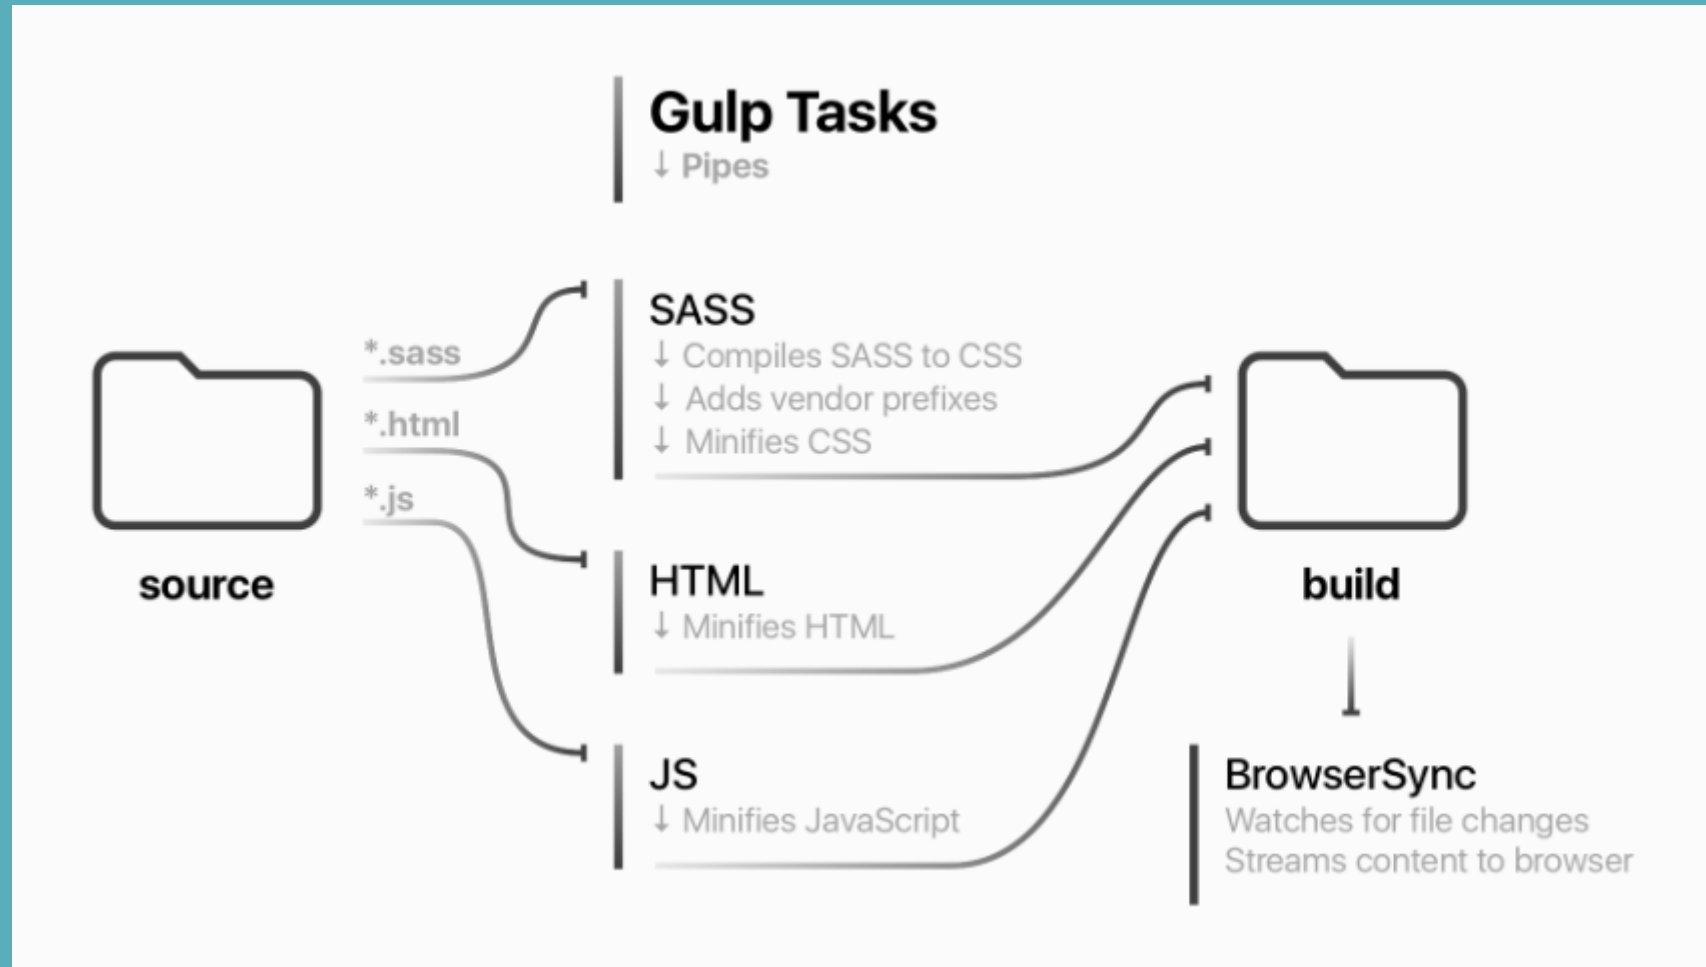 Gulp Tasks
↓ Pipes
*.sass
*.html
*.js
source
SASS
↓ Compiles SASS to CSS
↓ Adds vendor prefixes
↓ Minifies CSS
HTML
↓ Minifies HTML
JS
↓ Minifies JavaScript
build
BrowserSync
Watches for file changes
Streams content to browser